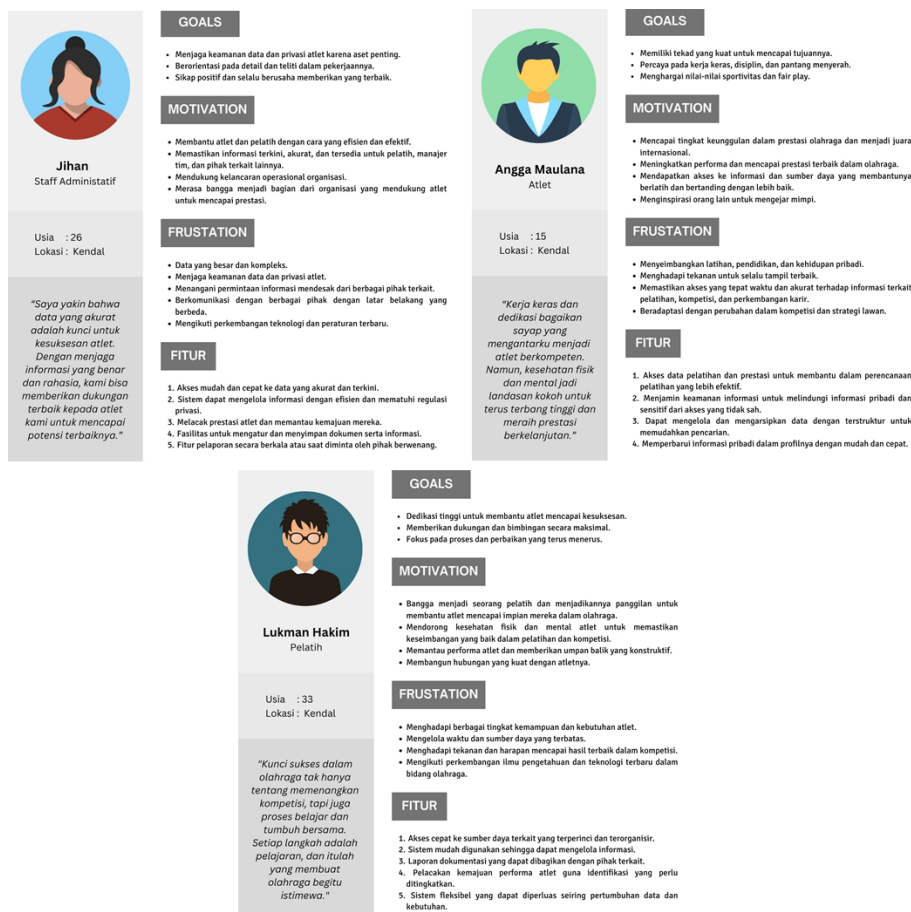 Jihan
Staff Administatif
Usia : 26
Lokasi : Kendal
“Saya yakin bahwa
data yang akurat
adalah kunci untuk
kesuksesan atlet.
Dengan menjaga
informasi yang benar
dan rahasia, kami bisa
memberikan dukungan
terbaik kepada atlet
kami untuk mencapai
potensi terbaiknya.”
GOALS
• Menjaga keamanan data dan privasi atlet karena aset penting.
• Berorientasi pada detail dan teliti dalam pekerjaannya.
• Sikap positif dan selalu berusaha memberikan yang terbaik.
MOTIVATION
• Membantu atlet dan pelatih dengan cara yang efisien dan efektif.
• Memastikan informasi terkini, akurat, dan tersedia untuk pelatih, manajer
tim, dan pihak terkait lainnya.
• Mendukung kelancaran operasional organisasi.
• Merasa bangga menjadi bagian dari organisasi yang mendukung atlet
untuk mencapai prestasi.
FRUSTATION
• Data yang besar dan kompleks.
• Menjaga keamanan data dan privasi atlet.
• Menangani permintaan informasi mendesak dari berbagai pihak terkait.
• Berkomunikasi dengan berbagai pihak dengan latar belakang yang
berbeda.
• Mengikuti perkembangan teknologi dan peraturan terbaru.
FITUR
1. Akses mudah dan cepat ke data yang akurat dan terkini.
2. Sistem dapat mengelola informasi dengan efisien dan mematuhi regulasi
privasi.
3. Melacak prestasi atlet dan memantau kemajuan mereka.
4. Fasilitas untuk mengatur dan menyimpan dokumen serta informasi.
5. Fitur pelaporan secara berkala atau saat diminta oleh pihak berwenang.
Angga Maulana
Atlet
Usia : 15
Lokasi : Kendal
“Kerja keras dan
dedikasi bagaikan
sayap yang
mengantarku menjadi
atlet berkompeten.
Namun, kesehatan fisik
dan mental jadi
landasan kokoh untuk
terus terbang tinggi dan
meraih prestasi
berkelanjutan.”
GOALS
• Memiliki tekad yang kuat untuk mencapai tujuannya.
• Percaya pada kerja keras, disiplin, dan pantang menyerah.
• Menghargai nilai-nilai sportivitas dan fair play.
MOTIVATION
• Mencapai tingkat keunggulan dalam prestasi olahraga dan menjadi juara
internasional.
• Meningkatkan performa dan mencapai prestasi terbaik dalam olahraga.
• Mendapatkan akses ke informasi dan sumber daya yang membantunya
berlatih dan bertanding dengan lebih baik.
• Menginspirasi orang lain untuk mengejar mimpi.
FRUSTATION
• Menyeimbangkan latihan, pendidikan, dan kehidupan pribadi.
• Menghadapi tekanan untuk selalu tampil terbaik.
• Memastikan akses yang tepat waktu dan akurat terhadap informasi terkait
pelatihan, kompetisi, dan perkembangan karir.
• Beradaptasi dengan perubahan dalam kompetisi dan strategi lawan.
FITUR
1. Akses data pelatihan dan prestasi untuk membantu dalam perencanaan
pelatihan yang lebih efektif.
2. Menjamin keamanan informasi untuk melindungi informasi pribadi dan
sensitif dari akses yang tidak sah.
3. Dapat mengelola dan mengarsipkan data dengan terstruktur untuk
memudahkan pencarian.
4. Memperbarui informasi pribadi dalam profilnya dengan mudah dan cepat.
Lukman Hakim
Pelatih
Usia : 33
Lokasi : Kendal
"Kunci sukses dalam
olahraga tak hanya
tentang memenangkan
kompetisi, tapi juga
proses belajar dan
tumbuh bersama.
Setiap langkah adalah
pelajaran, dan itulah
yang membuat
olahraga begitu
istimewa."
GOALS
• Dedikasi tinggi untuk membantu atlet mencapai kesuksesan.
• Memberikan dukungan dan bimbingan secara maksimal.
• Fokus pada proses dan perbaikan yang terus menerus.
MOTIVATION
• Bangga menjadi seorang pelatih dan menjadikannya panggilan untuk
membantu atlet mencapai impian mereka dalam olahraga.
• Mendorong kesehatan fisik dan mental atlet untuk memastikan
keseimbangan yang baik dalam pelatihan dan kompetisi.
• Memantau performa atlet dan memberikan umpan balik yang konstruktif.
• Membangun hubungan yang kuat dengan atletnya.
FRUSTATION
• Menghadapi berbagai tingkat kemampuan dan kebutuhan atlet.
• Mengelola waktu dan sumber daya yang terbatas.
• Menghadapi tekanan dan harapan mencapai hasil terbaik dalam kompetisi.
• Mengikuti perkembangan ilmu pengetahuan dan teknologi terbaru dalam
bidang olahraga.
FITUR
1. Akses cepat ke sumber daya terkait yang terperinci dan terorganisir.
2. Sistem mudah digunakan sehingga dapat mengelola informasi.
3. Laporan dokumentasi yang dapat dibagikan dengan pihak terkait.
4. Pelacakan kemajuan performa atlet guna identifikasi yang perlu
ditingkatkan.
5. Sistem fleksibel yang dapat diperluas seiring pertumbuhan data dan
kebutuhan.